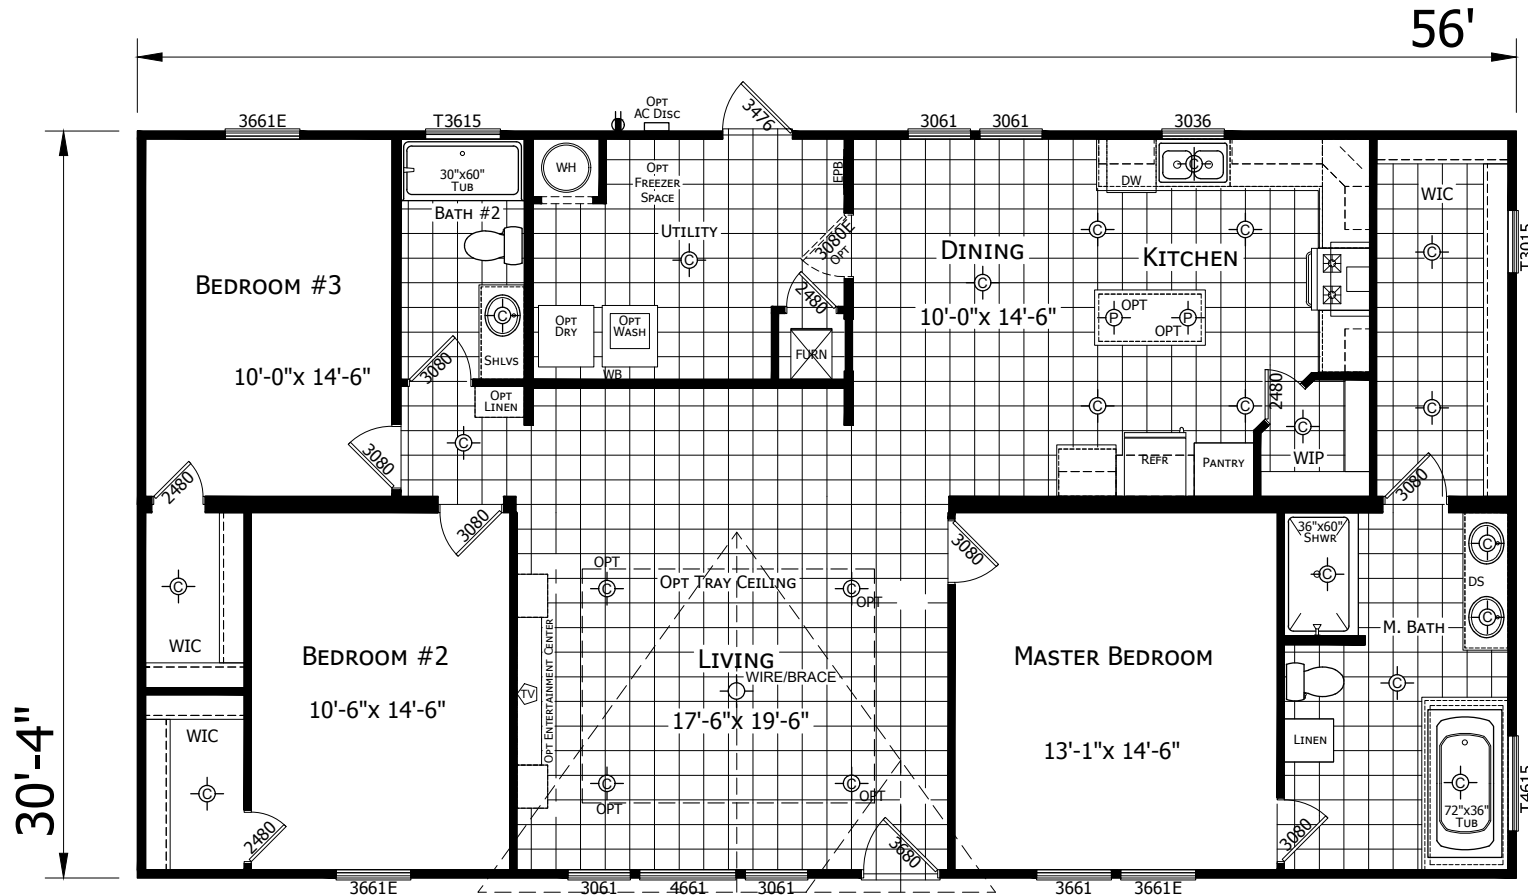 56'
30'-4"
3661E
T3615
OPT
AC DISC
3476
3061
3061
3036
30"x60"
TUB
WH
OPT
FREEZER
SPACE
EPB
DW
C
WIC
T3015
BATH #2
UTILITY
C
3080E
OPT
C
C
C
DINING
KITCHEN
C
BEDROOM #3
10'-0"x 14'-6"
C
SHLVS
OPT
DRY
OPT
WASH
WB
2480
FURN
10'-0"x 14'-6"
OPT
P
P
OPT
3080
OPT
LINEN
C
3080
2480
C
C
2480
C
C
REFR
PANTRY
WIP
3080
3080
3080
36"x60"
SHWR
C
C
DS
C
M. BATH
C
WIC
BEDROOM #2
10'-6"x 14'-6"
OPT
C
OPT TRAY CEILING
C
OPT
OPT ENTERTAINMENT CENTER
TV
LIVING
WIRE/BRACE
17'-6"x 19'-6"
MASTER BEDROOM
13'-1"x 14'-6"
C
LINEN
WIC
C
2480
C
OPT
C
OPT
3680
3080
C
72"x36"
TUB
T4615
3661E
3061
4661
3061
3661
3661E